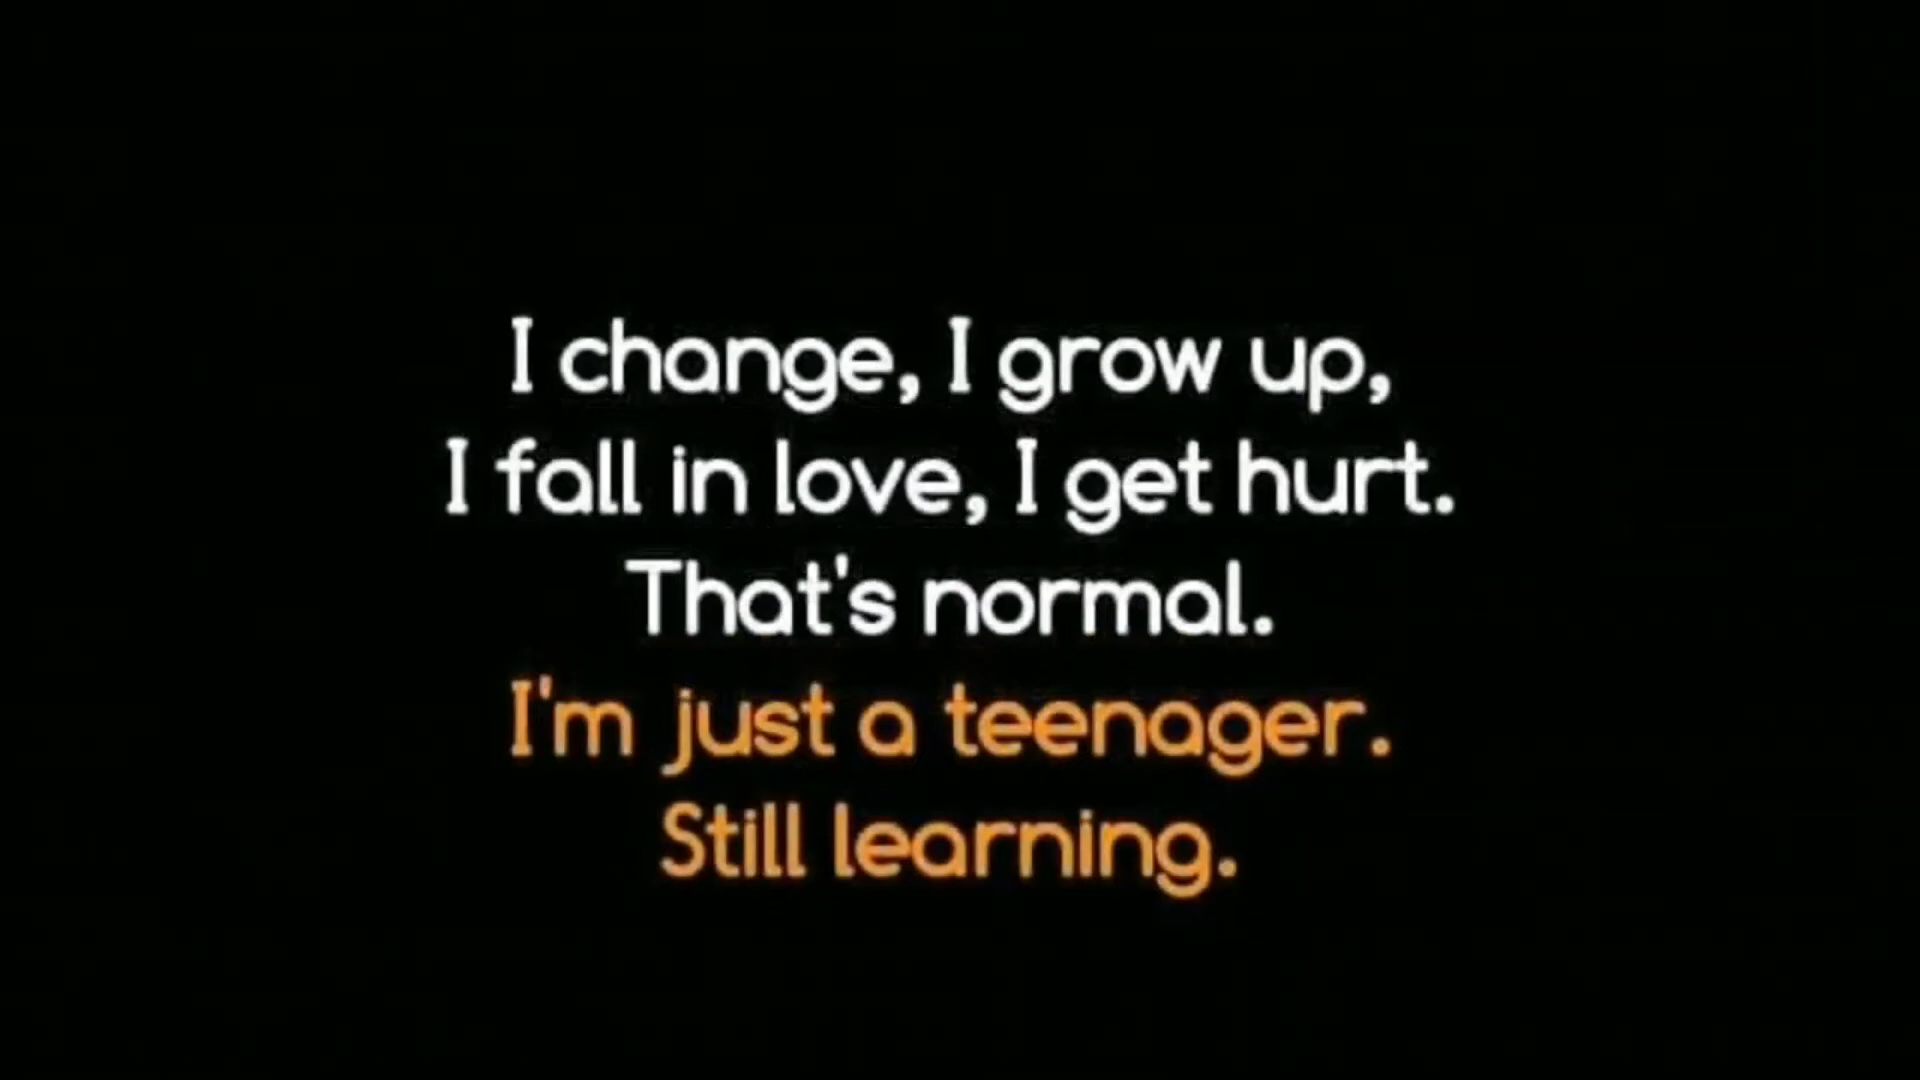 I change, I grow up,
I fall in love, I get hurt.
That's normal.
I'm just a teenager.
Still learning.